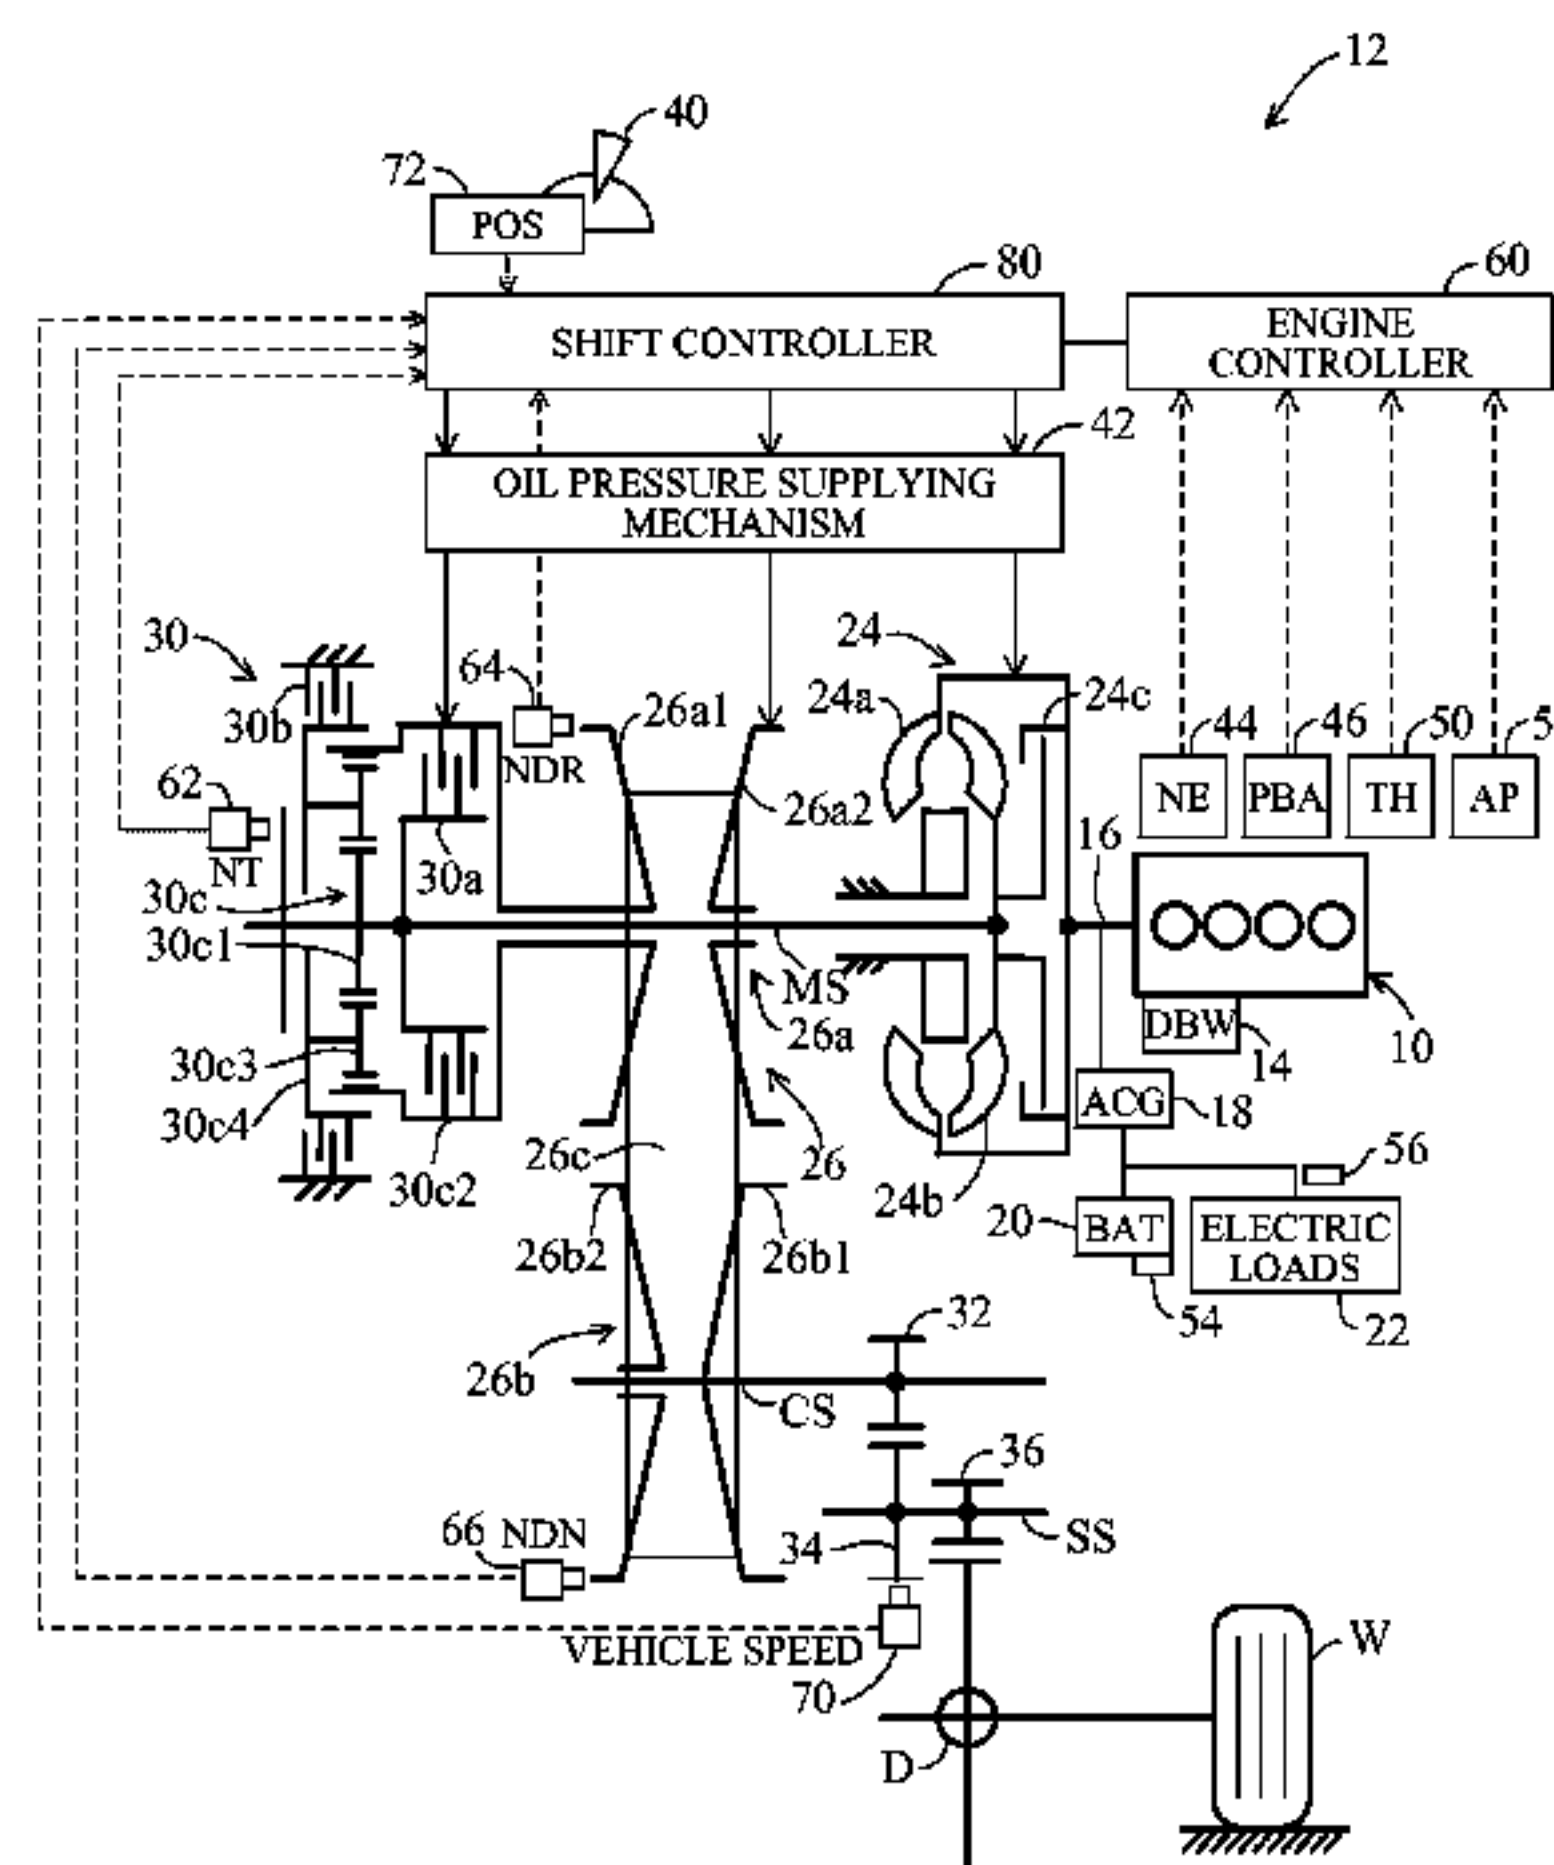 12
40
72
POS
80
60
SHIFT CONTROLLER
ENGINE
CONTROLLER
42
OIL PRESSURE SUPPLYING
MECHANISM
30
24
64
30b
26a1
24a
24c
44
46
50
5
NDR
62
NE
PBA
TH
AP
26a2
16
NT
30a
30c
30c1
MS
26a
DBW
14
10
30c3
30c4
ACG
18
26c
26
56
30c2
24b
20
BAT
ELECTRIC
LOADS
26b2
26b1
54
22
32
26b
CS
36
66
NDN
34
SS
VEHICLE SPEED
70
W
D